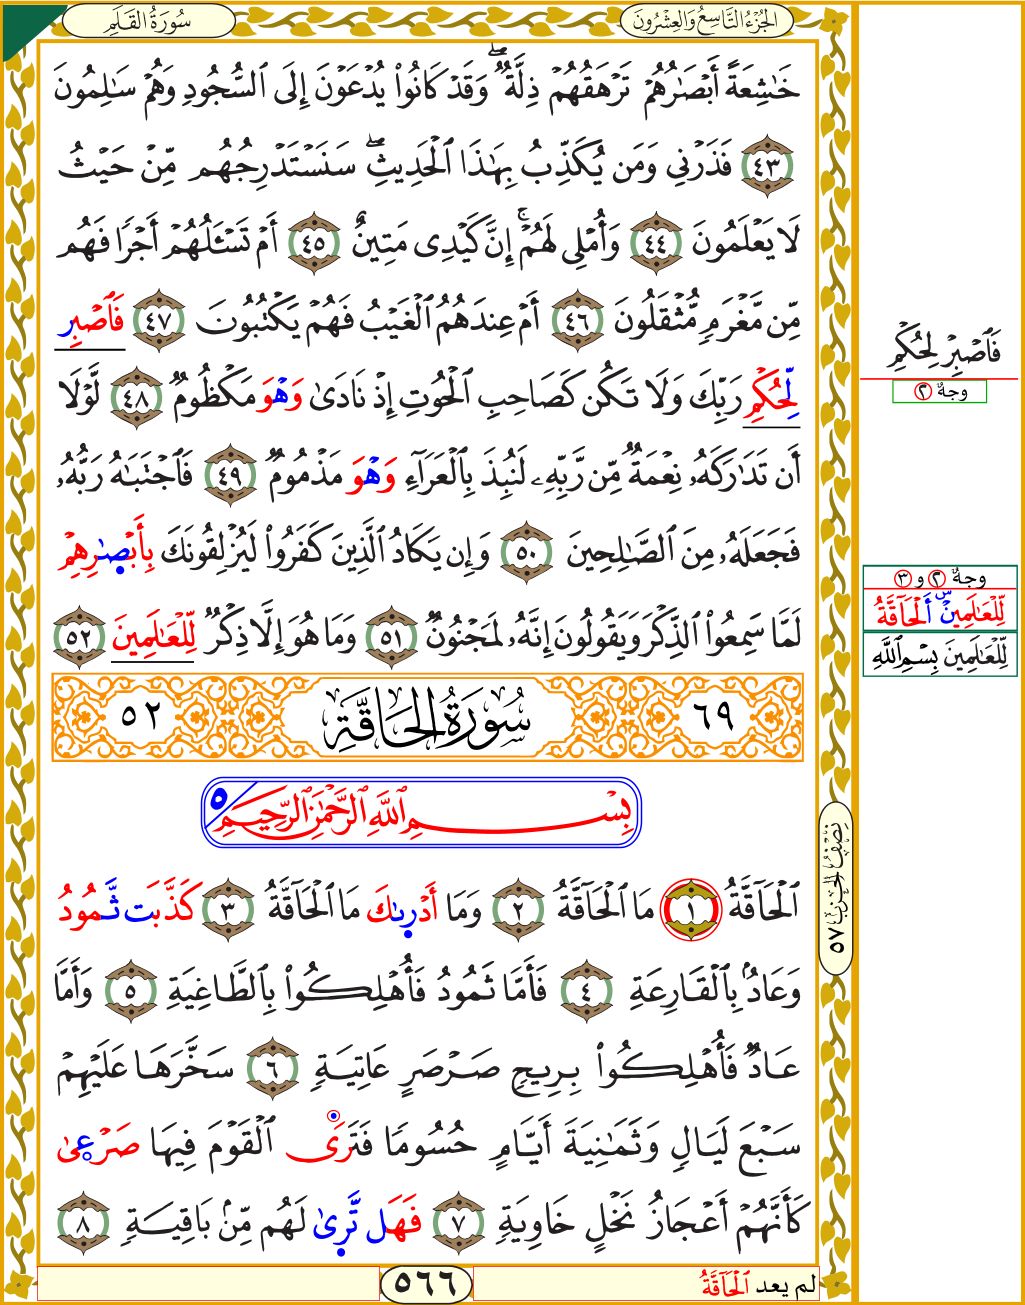 سُورَةُ القَلَمِ
الجُزْءُ التَّاسِعُ وَالعِشْرُونَ
خَٰشِعَةً أَبْصَٰرُهُمْ تَرْهَقُهُمْ ذِلَّةٌۖ وَقَدْ كَانُوا۟ يُدْعَوْنَ إِلَى ٱلسُّجُودِ وَهُمْ سَٰلِمُونَ
٤٣ فَذَرْنِى وَمَن يُكَذِّبُ بِهَٰذَا ٱلْحَدِيثِۖ سَنَسْتَدْرِجُهُم مِّنْ حَيْثُ
لَا يَعْلَمُونَ ٤٤ وَأُمْلِى لَهُمْۚ إِنَّ كَيْدِى مَتِينٌ ٤٥ أَمْ تَسْـَٔلُهُمْ أَجْرًا فَهُم
مِّن مَّغْرَمٍ مُّثْقَلُونَ ٤٦ أَمْ عِندَهُمُ ٱلْغَيْبُ فَهُمْ يَكْتُبُونَ ٤٧ فَٱصْبِر
لِّحُكْمِ رَبِّكَ وَلَا تَكُن كَصَاحِبِ ٱلْحُوتِ إِذْ نَادَىٰ وَهْوَ مَكْظُومٌ ٤٨ لَّوْلَا
أَن تَدَٰرَكَهُۥ نِعْمَةٌ مِّن رَّبِّهِۦ لَنُبِذَ بِٱلْعَرَآءِ وَهْوَ مَذْمُومٌ ٤٩ فَٱجْتَبَٰهُ رَبُّهُۥ
فَجَعَلَهُۥ مِنَ ٱلصَّٰلِحِينَ ٥٠ وَإِن يَكَادُ ٱلَّذِينَ كَفَرُوا۟ لَيُزْلِقُونَكَ بِأَبْصَٰرِهِمْ
لَمَّا سَمِعُوا۟ ٱلذِّكْرَ وَيَقُولُونَ إِنَّهُۥ لَمَجْنُونٌ ٥١ وَمَا هُوَ إِلَّا ذِكْرٌ لِّلْعَٰلَمِينَ ٥٢
٦٩ سُورَةُ الحَاقَّةِ ٥٢
بِسْمِ ٱللَّهِ ٱلرَّحْمَٰنِ ٱلرَّحِيمِ ٥
ٱلْحَآقَّةُ ١ مَا ٱلْحَآقَّةُ ٢ وَمَا أَدْرِىٰكَ مَا ٱلْحَآقَّةُ ٣ كَذَّبَت ثَّمُودُ
وَعَادٌۢ بِٱلْقَارِعَةِ ٤ فَأَمَّا ثَمُودُ فَأُهْلِكُوا۟ بِٱلطَّاغِيَةِ ٥ وَأَمَّا
عَادٌ فَأُهْلِكُوا۟ بِرِيحٍ صَرْصَرٍ عَاتِيَةٍ ٦ سَخَّرَهَا عَلَيْهِمْ
سَبْعَ لَيَالٍ وَثَمَٰنِيَةَ أَيَّامٍ حُسُومًا فَتَرَى ٱلْقَوْمَ فِيهَا صَرْعِىٰ
كَأَنَّهُمْ أَعْجَازُ نَخْلٍ خَاوِيَةٍ ٧ فَهَل تَّرِىٰ لَهُم مِّنۢ بَاقِيَةٍ ٨
٥٦٦
لم يعد ٱلْحَآقَّةُ
فَٱصْبِرْ لِحُكْمِ
وجهٌ ٢
وجهٌ ٢ و ٣
لِّلْعَٰلَمِينَ ٱلْحَآقَّةُ
لِّلْعَٰلَمِينَ بِسْمِ ٱللَّهِ
نِصْفُ الحِزْبِ ٥٧